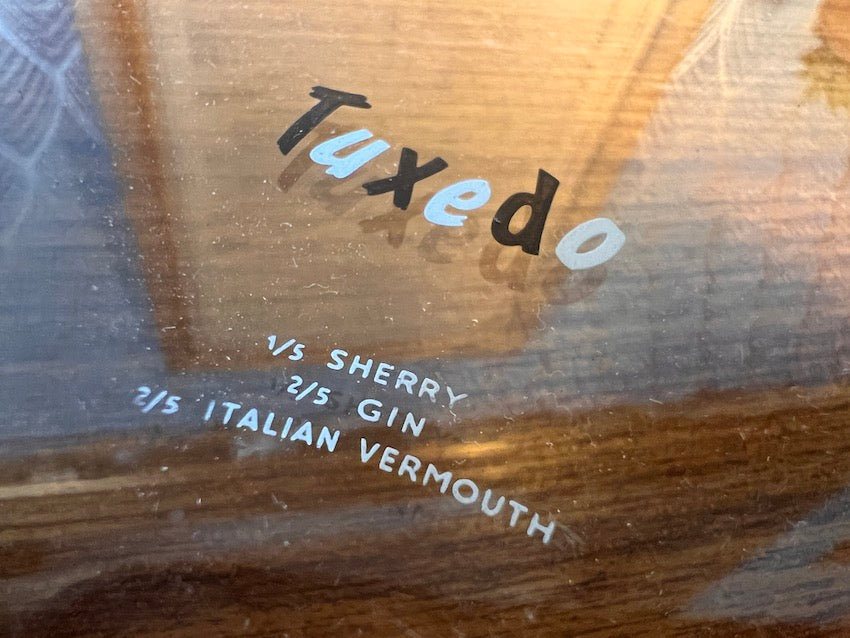 Tuxedo
1/5 SHERRY
2/5 GIN
2/5 ITALIAN VERMOUTH